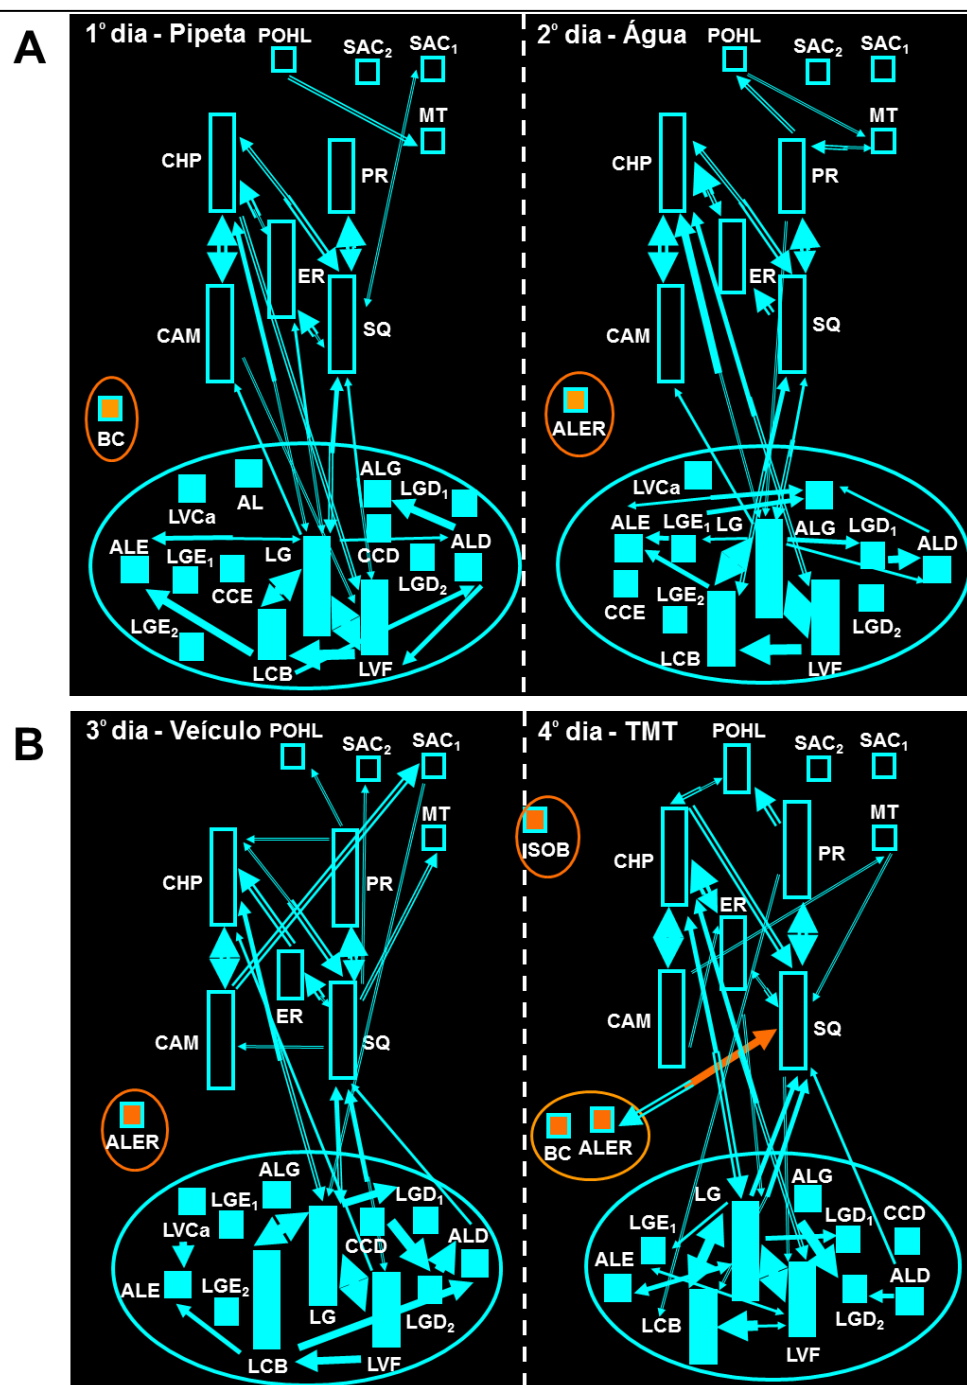 A
1º dia - Pipeta
POHL
SAC₂
SAC₁
MT
CHP
PR
ER
CAM
SQ
BC
ALG
LGD₁
AL
LVCa
ALE
LGE₁
LG
CCD
ALD
CCE
LGD₂
LGE₂
LCB
LVF
2º dia - Água
POHL
SAC₂
SAC₁
MT
CHP
PR
ER
CAM
SQ
ALER
LVCa
ALE
LGE₁
LG
ALG
LGD₁
ALD
CCE
LGE₂
LGD₂
LCB
LVF
B
3º dia - Veículo
POHL
SAC₂
SAC₁
MT
CHP
PR
ER
CAM
SQ
ALER
ALG
LGE₁
LGD₁
LVCa
CCD
ALD
ALE
LGE₂
LG
LGD₂
LCB
LVF
4º dia - TMT
POHL
SAC₂
SAC₁
MT
ISOB
CHP
PR
ER
CAM
SQ
BC
ALER
LG
ALG
LGE₁
LGD₁
CCD
ALE
ALD
LCB
LGD₂
LVF